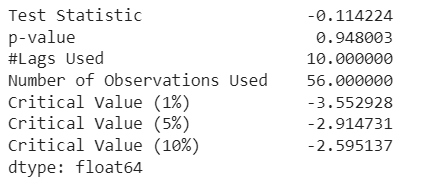 Test Statistic -0.114224
p-value 0.948003
#Lags Used 10.000000
Number of Observations Used 56.000000
Critical Value (1%) -3.552928
Critical Value (5%) -2.914731
Critical Value (10%) -2.595137
dtype: float64